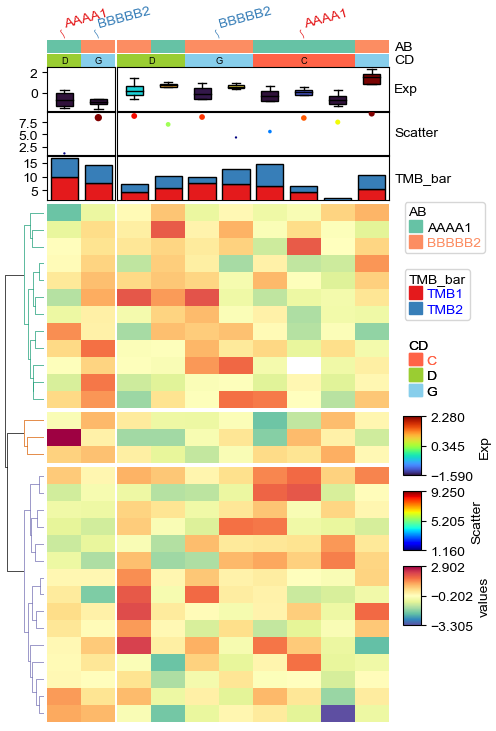 AAAA1 BBBBB2 BBBBB2 AAAA1
AB
D G D G C CD
2
0
Exp
7.5
5.0
2.5
Scatter
15
10
5
TMB_bar
AB
AAAA1
BBBBB2
TMB_bar
TMB1
TMB2
CD
C
D
G
2.280
0.345
−1.590
Exp
9.250
5.205
1.160
Scatter
2.902
−0.202
−3.305
values